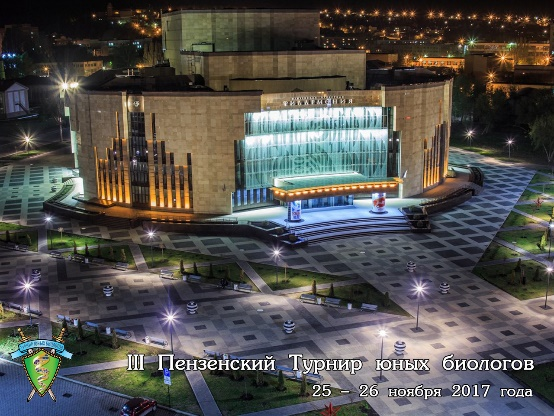 ФИЛАРМОНИЯ
III Пензенский Турнир юных биологов
25 - 26 ноября 2017 года